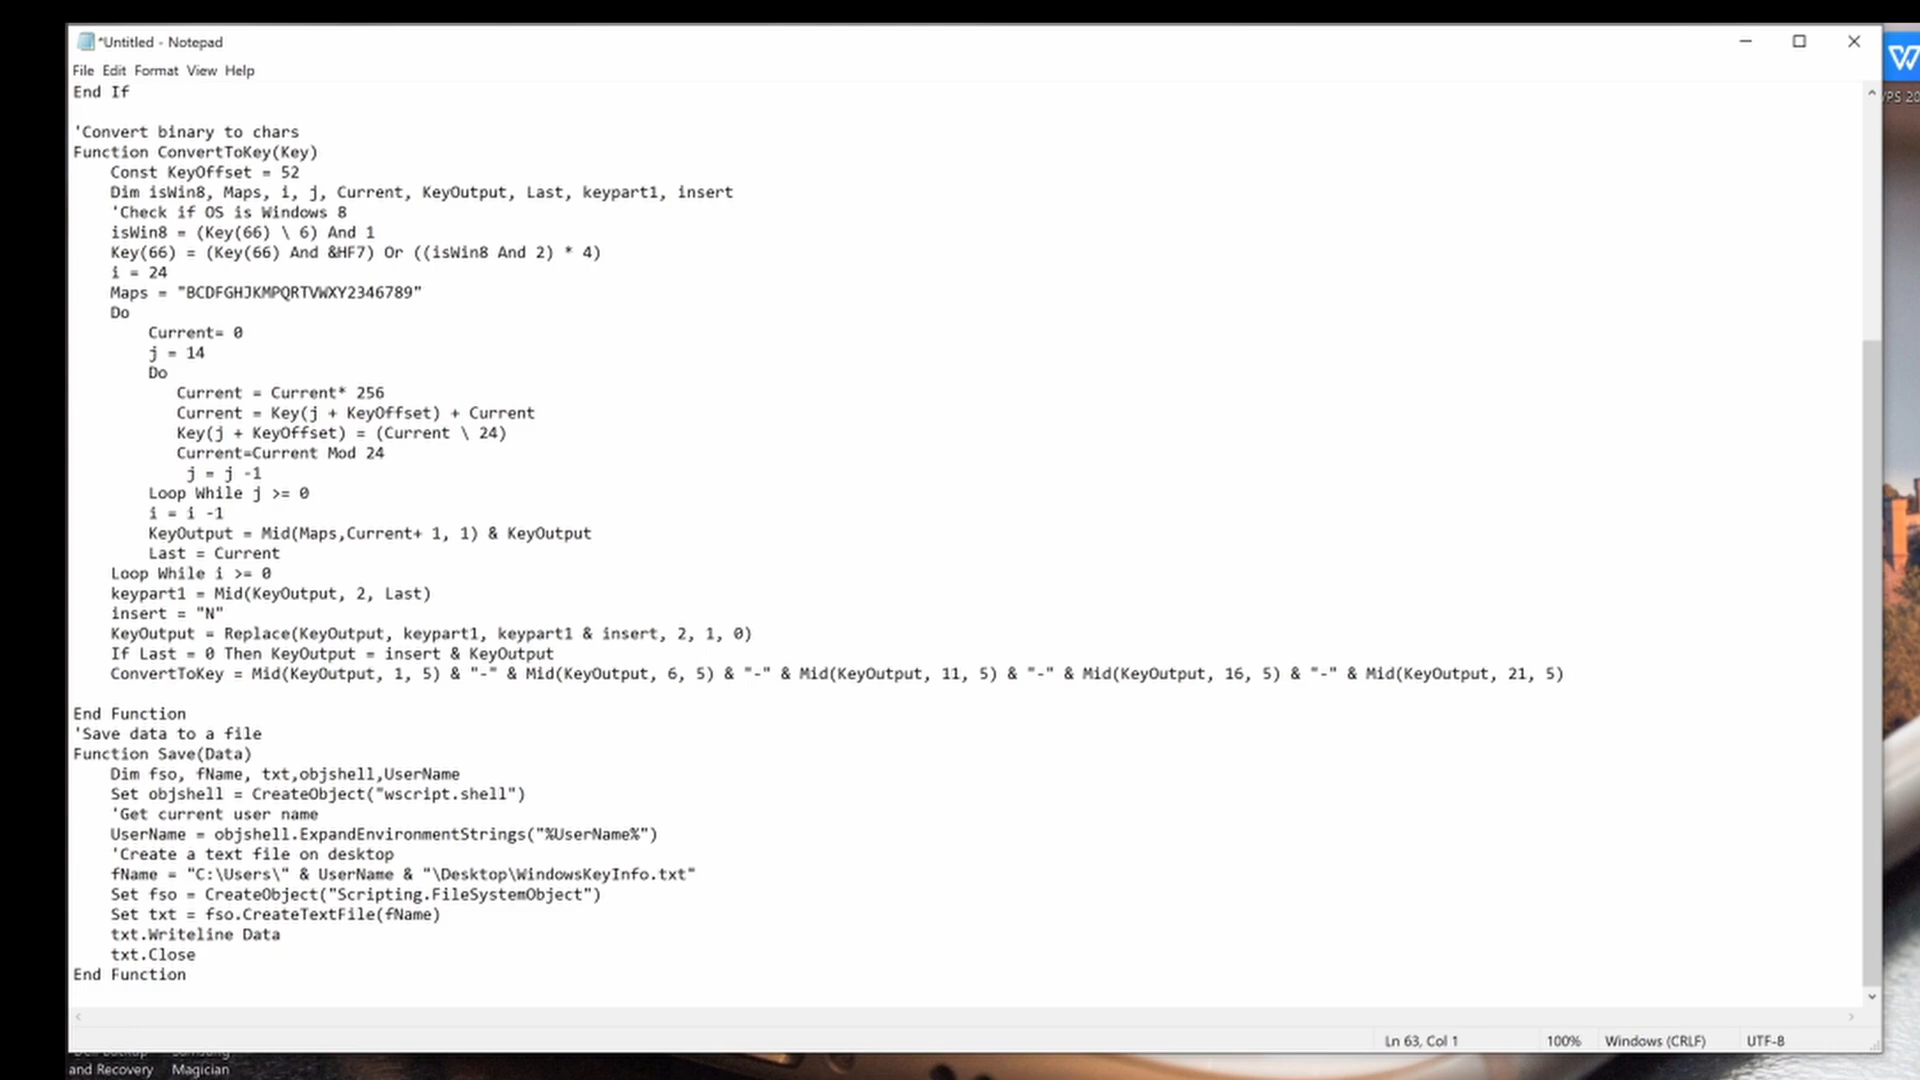 *Untitled - Notepad
File Edit Format View Help
End If
'Convert binary to chars
Function ConvertToKey(Key)
Const KeyOffset = 52
Dim isWin8, Maps, i, j, Current, KeyOutput, Last, keypart1, insert
'Check if OS is Windows 8
isWin8 = (Key(66) \ 6) And 1
Key(66) = (Key(66) And &HF7) Or ((isWin8 And 2) * 4)
i = 24
Maps = "BCDFGHJKMPQRTVWXY2346789"
Do
Current= 0
j = 14
Do
Current = Current* 256
Current = Key(j + KeyOffset) + Current
Key(j + KeyOffset) = (Current \ 24)
Current=Current Mod 24
j = j -1
Loop While j >= 0
i = i -1
KeyOutput = Mid(Maps,Current+ 1, 1) & KeyOutput
Last = Current
Loop While i >= 0
keypart1 = Mid(KeyOutput, 2, Last)
insert = "N"
KeyOutput = Replace(KeyOutput, keypart1, keypart1 & insert, 2, 1, 0)
If Last = 0 Then KeyOutput = insert & KeyOutput
ConvertToKey = Mid(KeyOutput, 1, 5) & "-" & Mid(KeyOutput, 6, 5) & "-" & Mid(KeyOutput, 11, 5) & "-" & Mid(KeyOutput, 16, 5) & "-" & Mid(KeyOutput, 21, 5)
End Function
'Save data to a file
Function Save(Data)
Dim fso, fName, txt,objshell,UserName
Set objshell = CreateObject("wscript.shell")
'Get current user name
UserName = objshell.ExpandEnvironmentStrings("%UserName%")
'Create a text file on desktop
fName = "C:\Users\" & UserName & "\Desktop\WindowsKeyInfo.txt"
Set fso = CreateObject("Scripting.FileSystemObject")
Set txt = fso.CreateTextFile(fName)
txt.Writeline Data
txt.Close
End Function
Ln 63, Col 1 100% Windows (CRLF) UTF-8
and Recovery Magician